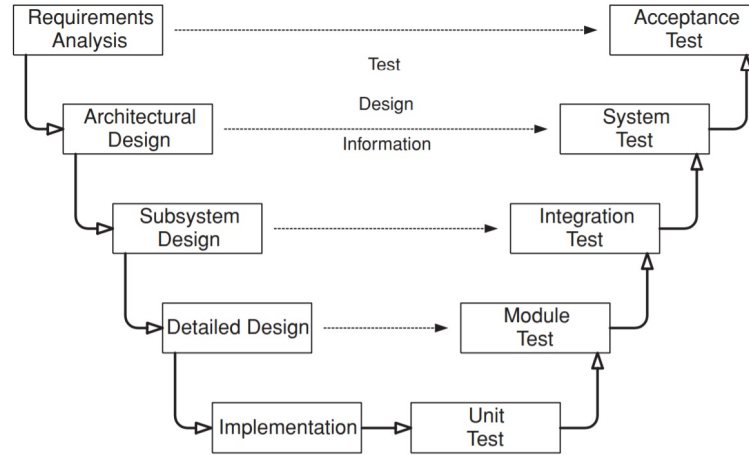 Requirements
Analysis
Acceptance
Test
Test
Design
Information
Architectural
Design
System
Test
Subsystem
Design
Integration
Test
Detailed Design
Module
Test
Implementation
Unit
Test